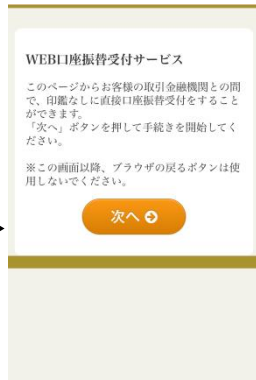 WEB口座振替受付サービス
このページからお客様の取引金融機関との間
で、印鑑なしに直接口座振替受付をすること
ができます。
「次へ」ボタンを押して手続きを開始してく
ださい。
※この画面以降、ブラウザの戻るボタンは使
用しないでください。
次へ